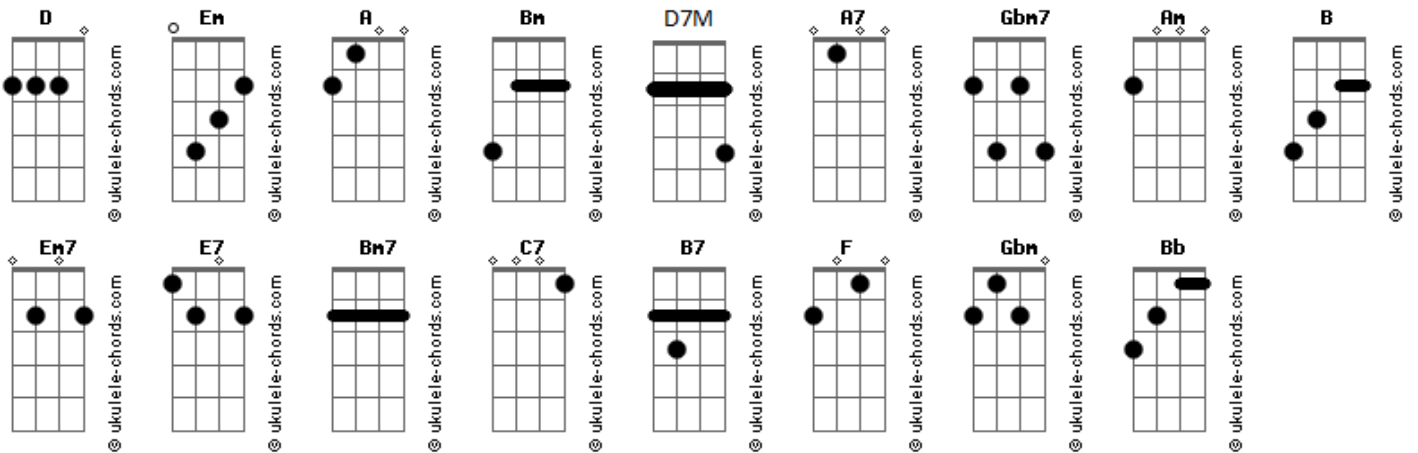 D Em A Bm D7M A7 Gbm7 Am B
© ukulele-chords.com © ukulele-chords.com © ukulele-chords.com © ukulele-chords.com © ukulele-chords.com © ukulele-chords.com © ukulele-chords.com © ukulele-chords.com © ukulele-chords.com
Em7 E7 Bm7 C7 B7 F Gbm Bb
© ukulele-chords.com © ukulele-chords.com © ukulele-chords.com © ukulele-chords.com © ukulele-chords.com © ukulele-chords.com © ukulele-chords.com © ukulele-chords.com